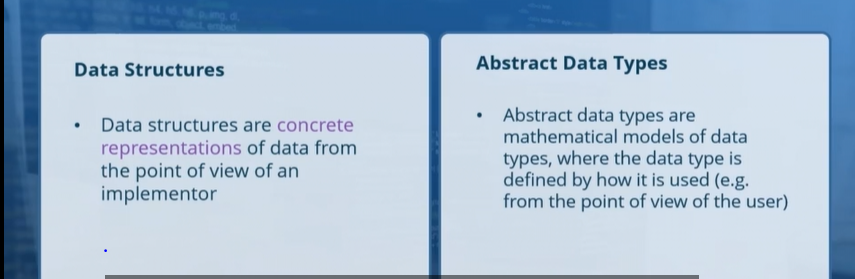 Data Structures
• Data structures are concrete
representations of data from
the point of view of an
implementor
Abstract Data Types
• Abstract data types are
mathematical models of data
types, where the data type is
defined by how it is used (e.g.
from the point of view of the user)